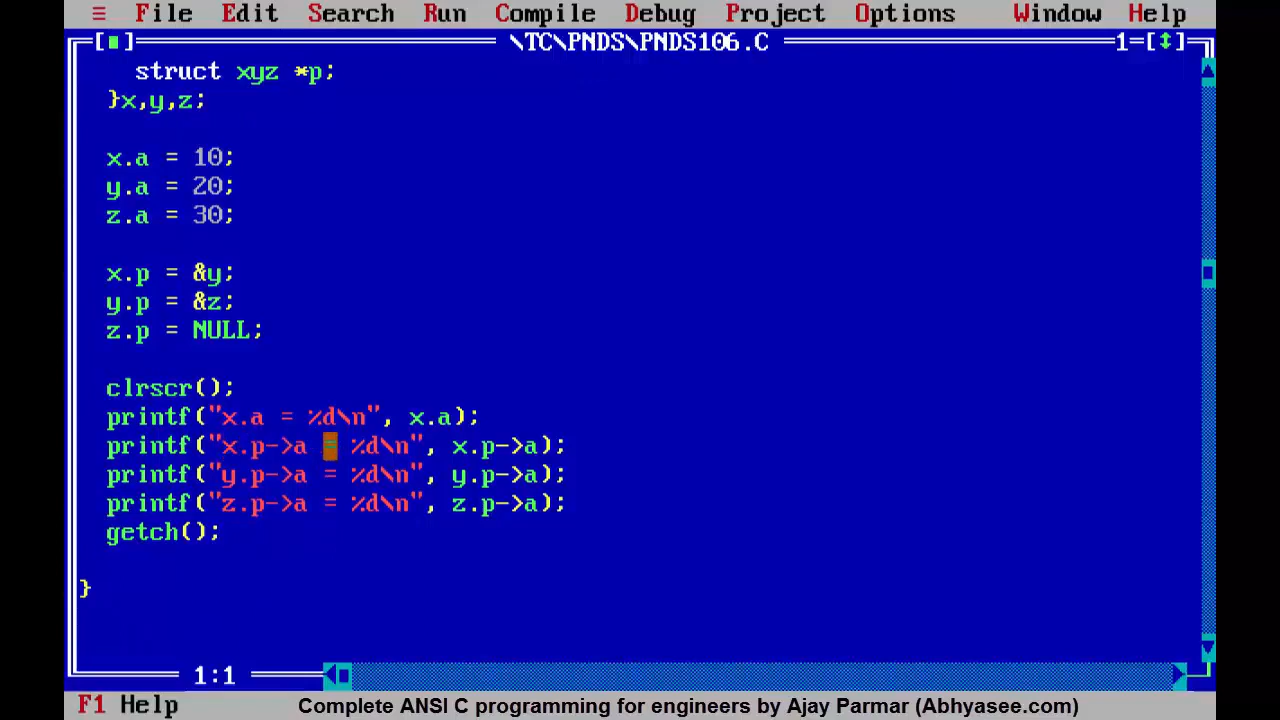 ≡ File Edit Search Run Compile Debug Project Options Window Help
[■] \TC\PNDS\PNDS106.C 1=[↕]
struct xyz *p;
}x,y,z;
x.a = 10;
y.a = 20;
z.a = 30;
x.p = &y;
y.p = &z;
z.p = NULL;
clrscr();
printf("x.a = %d\n", x.a);
printf("x.p->a = %d\n", x.p->a);
printf("y.p->a = %d\n", y.p->a);
printf("z.p->a = %d\n", z.p->a);
getch();
}
1:1
F1 Help Complete ANSI C programming for engineers by Ajay Parmar (Abhyasee.com)